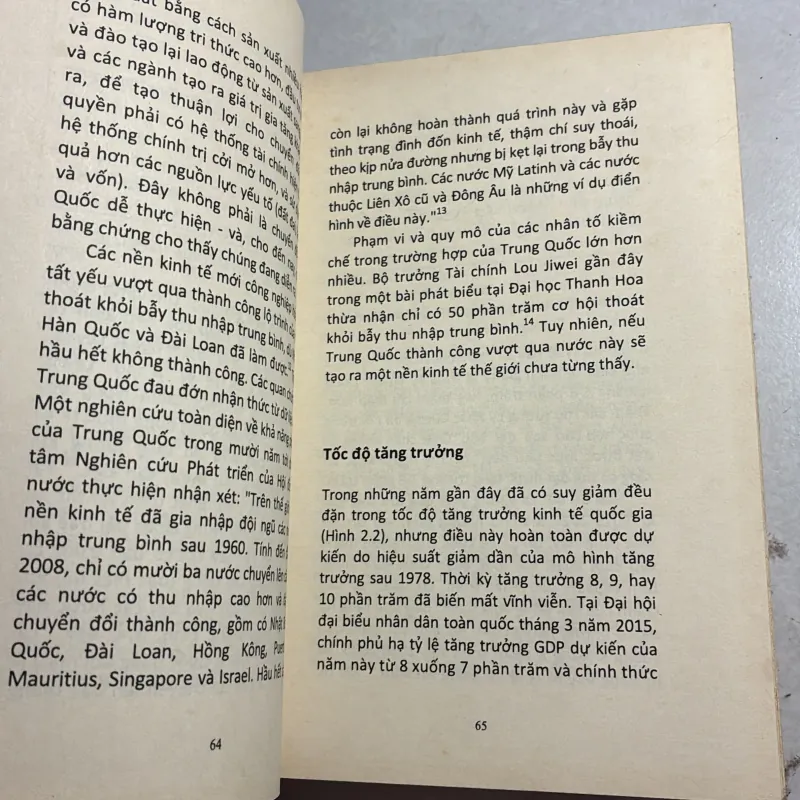 bằng cách sản xuất
có hàm lượng tri thức cao hơn,
và đào tạo lại lao động từ sản xuất
và các ngành tạo ra giá trị gia tăng
ra, để tạo thuận lợi cho chuyển
quyền phải có hệ thống tài chính
hệ thống chính trị cởi mở hơn, và
quả hơn các nguồn lực yếu tố (đất
và vốn). Đây không phải là chuyển
Quốc dễ thực hiện - và, cho đến
bằng chứng cho thấy chúng đang
Các nền kinh tế mới công nghiệp
tất yếu vượt qua thành công lộ trình
thoát khỏi bẫy thu nhập trung bình,
Hàn Quốc và Đài Loan đã làm được.
hầu hết không thành công. Các quan
Trung Quốc đau đớn nhận thức từ
Một nghiên cứu toàn diện về khả năng
của Trung Quốc trong mười năm tới
tâm Nghiên cứu Phát triển của Hội
nước thực hiện nhận xét: "Trên thế
nền kinh tế đã gia nhập đội ngũ các
nhập trung bình sau 1960. Tính đến
2008, chỉ có mười ba nước chuyển lên
các nước có thu nhập cao hơn và
chuyển đổi thành công, gồm có Nhật
Quốc, Đài Loan, Hồng Kông,
Mauritius, Singapore và Israel. Hầu hết
64
còn lại không hoàn thành quá trình này và gặp
tình trạng đình đốn kinh tế, thậm chí suy thoái,
theo kịp nửa đường nhưng bị kẹt lại trong bẫy thu
nhập trung bình. Các nước Mỹ Latinh và các nước
thuộc Liên Xô cũ và Đông Âu là những ví dụ điển
hình về điều này."13
Phạm vi và quy mô của các nhân tố kiềm
chế trong trường hợp của Trung Quốc lớn hơn
nhiều. Bộ trưởng Tài chính Lou Jiwei gần đây
trong một bài phát biểu tại Đại học Thanh Hoa
thừa nhận chỉ có 50 phần trăm cơ hội thoát
khỏi bẫy thu nhập trung bình.14 Tuy nhiên, nếu
Trung Quốc thành công vượt qua nước này sẽ
tạo ra một nền kinh tế thế giới chưa từng thấy.
Tốc độ tăng trưởng
Trong những năm gần đây đã có suy giảm đều
đặn trong tốc độ tăng trưởng kinh tế quốc gia
(Hình 2.2), nhưng điều này hoàn toàn được dự
kiến do hiệu suất giảm dần của mô hình tăng
trưởng sau 1978. Thời kỳ tăng trưởng 8, 9, hay
10 phần trăm đã biến mất vĩnh viễn. Tại Đại hội
đại biểu nhân dân toàn quốc tháng 3 năm 2015,
chính phủ hạ tỷ lệ tăng trưởng GDP dự kiến của
năm này từ 8 xuống 7 phần trăm và chính thức
65